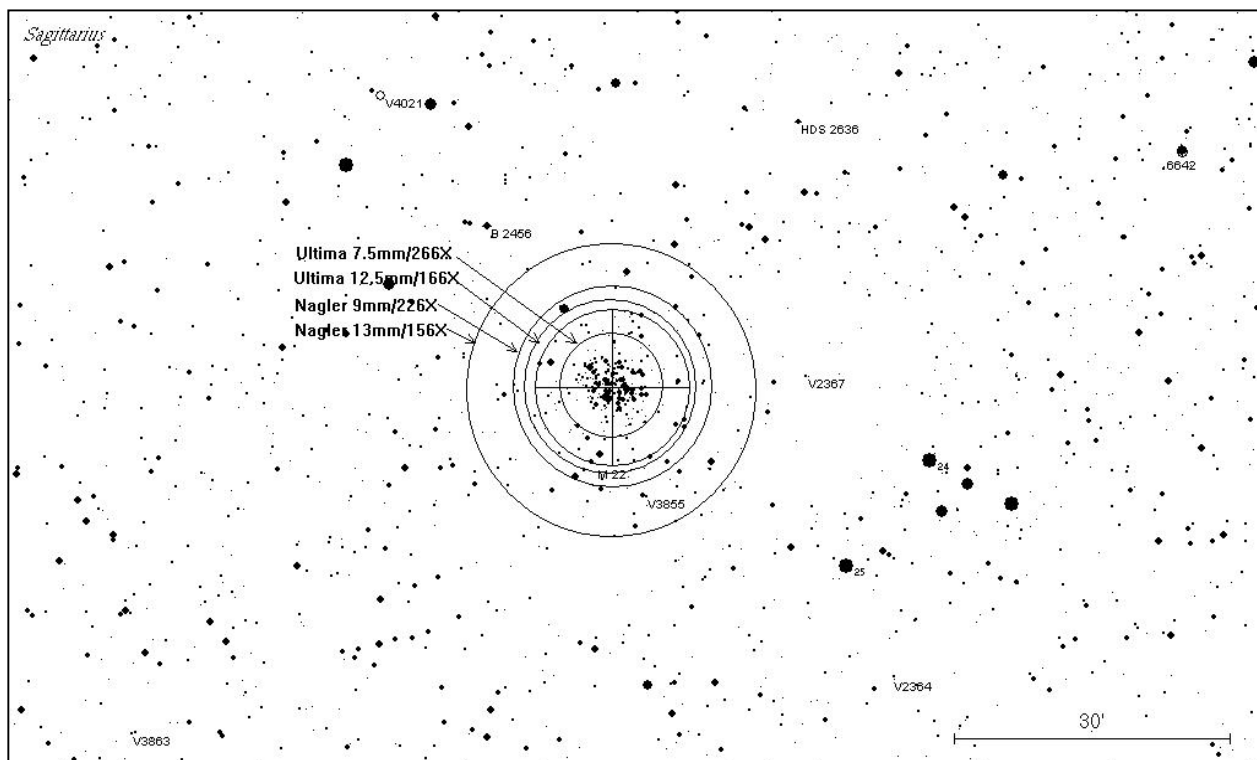 Sagittarius
V4021
HDS 2636
6642
B 2456
Ultima 7.5mm/266X
Ultima 12,5mm/166X
Nagler 9mm/226X
Nagler 13mm/156X
V2367
24
M 22
V3855
25
V2364
30'
V3863